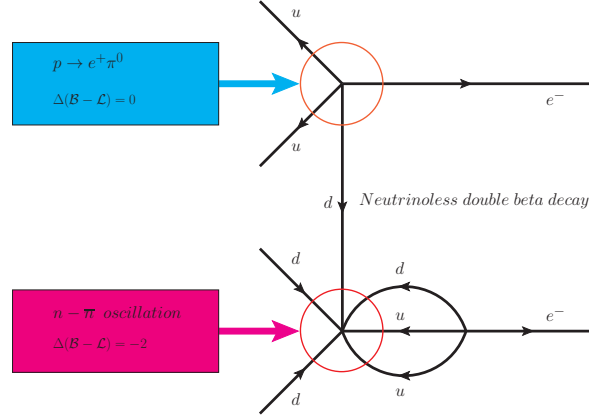 u
p → e⁺π⁰
Δ(ℬ − ℒ) = 0
e⁻
u
d
Neutrinoless double beta decay
d
d
n − n̅ oscillation
u
e⁻
Δ(ℬ − ℒ) = −2
u
d